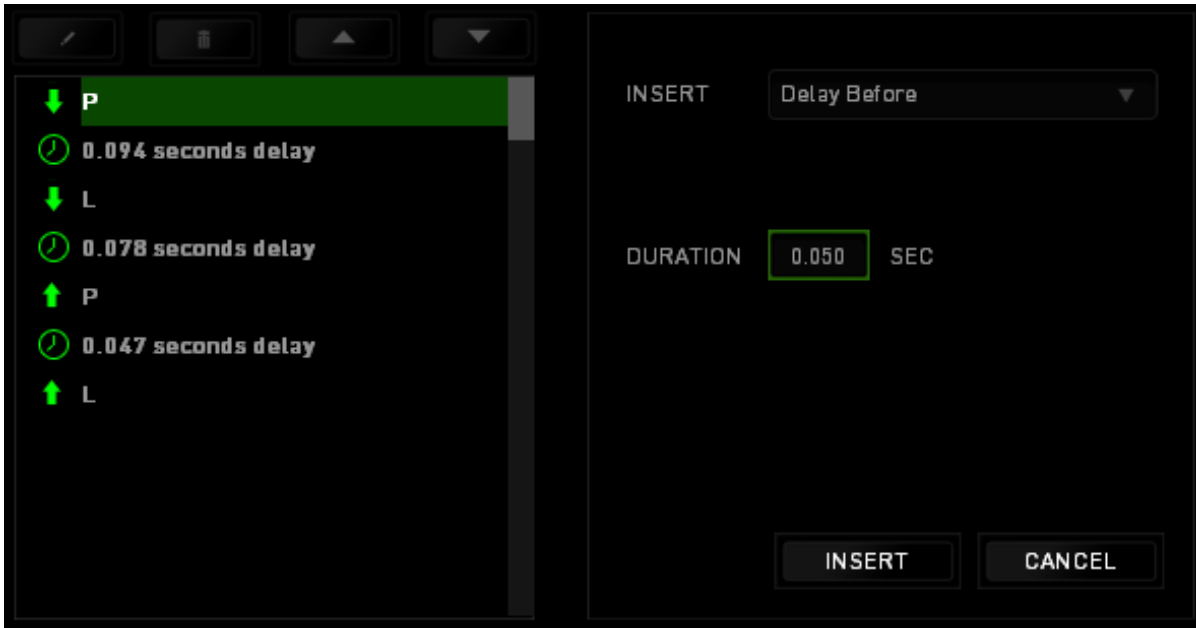 P
0.094 seconds delay
L
0.078 seconds delay
P
0.047 seconds delay
L
INSERT Delay Before
DURATION 0.050 SEC
INSERT CANCEL